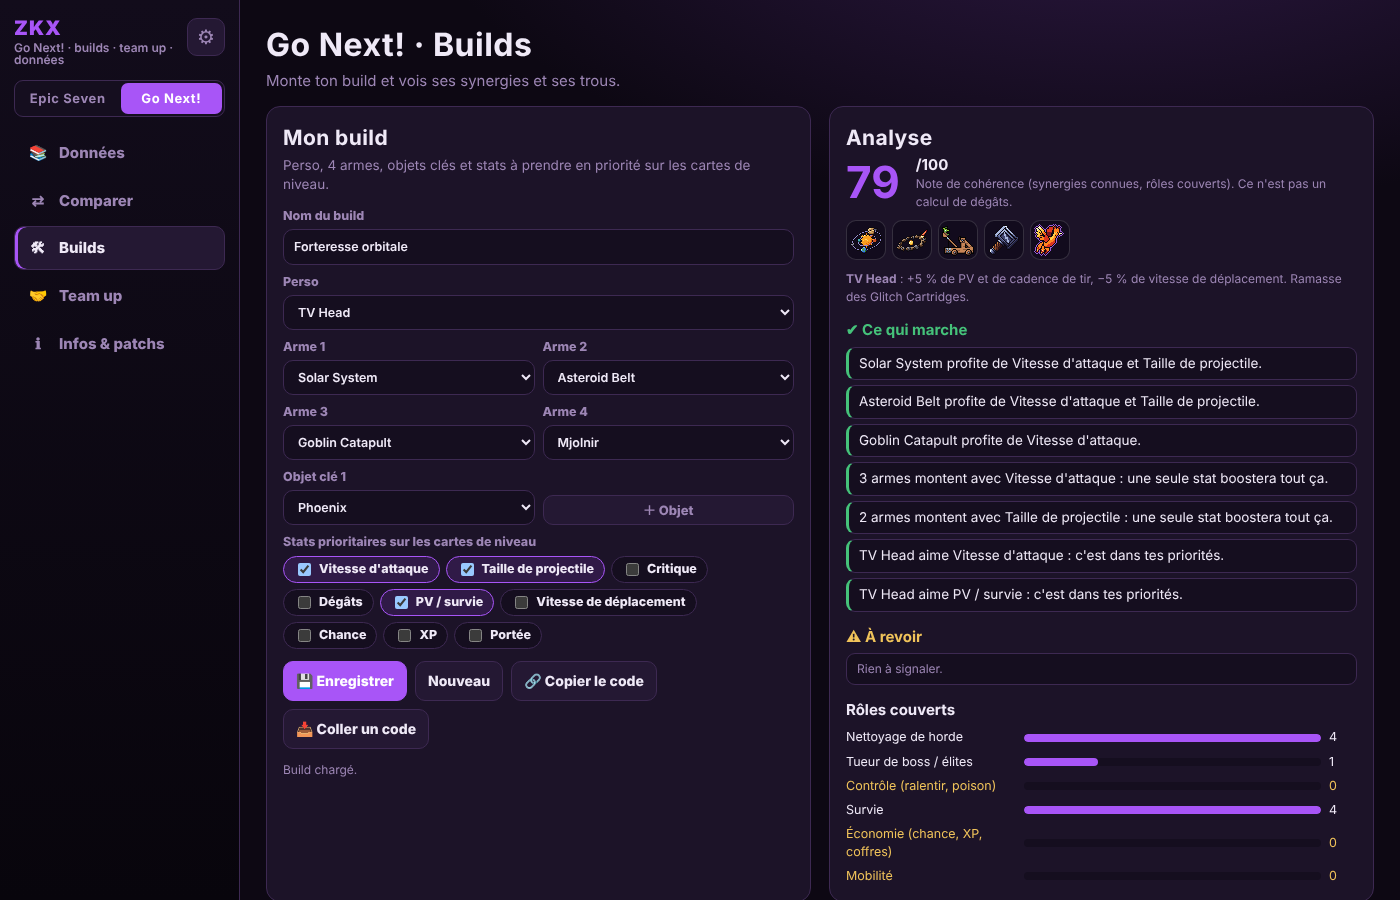 ZKX
Go Next! · builds · team up ·
données
⚙
Epic Seven
Go Next!
📚 Données
⇄ Comparer
🛠 Builds
🤝 Team up
ℹ Infos & patchs
Go Next! · Builds
Monte ton build et vois ses synergies et ses trous.
Mon build
Perso, 4 armes, objets clés et stats à prendre en priorité sur les cartes de
niveau.
Nom du build
Forteresse orbitale
Perso
TV Head
Arme 1
Arme 2
Solar System
Asteroid Belt
Arme 3
Arme 4
Goblin Catapult
Mjolnir
Objet clé 1
Phoenix
+ Objet
Stats prioritaires sur les cartes de niveau
Vitesse d'attaque
Taille de projectile
Critique
Dégâts
PV / survie
Vitesse de déplacement
Chance
XP
Portée
💾 Enregistrer
Nouveau
🔗 Copier le code
📥 Coller un code
Build chargé.
Analyse
79
/100
Note de cohérence (synergies connues, rôles couverts). Ce n'est pas un
calcul de dégâts.
TV Head : +5 % de PV et de cadence de tir, −5 % de vitesse de déplacement. Ramasse
des Glitch Cartridges.
✔ Ce qui marche
Solar System profite de Vitesse d'attaque et Taille de projectile.
Asteroid Belt profite de Vitesse d'attaque et Taille de projectile.
Goblin Catapult profite de Vitesse d'attaque.
3 armes montent avec Vitesse d'attaque : une seule stat boostera tout ça.
2 armes montent avec Taille de projectile : une seule stat boostera tout ça.
TV Head aime Vitesse d'attaque : c'est dans tes priorités.
TV Head aime PV / survie : c'est dans tes priorités.
⚠ À revoir
Rien à signaler.
Rôles couverts
Nettoyage de horde 4
Tueur de boss / élites 1
Contrôle (ralentir, poison) 0
Survie 4
Économie (chance, XP,
coffres) 0
Mobilité 0